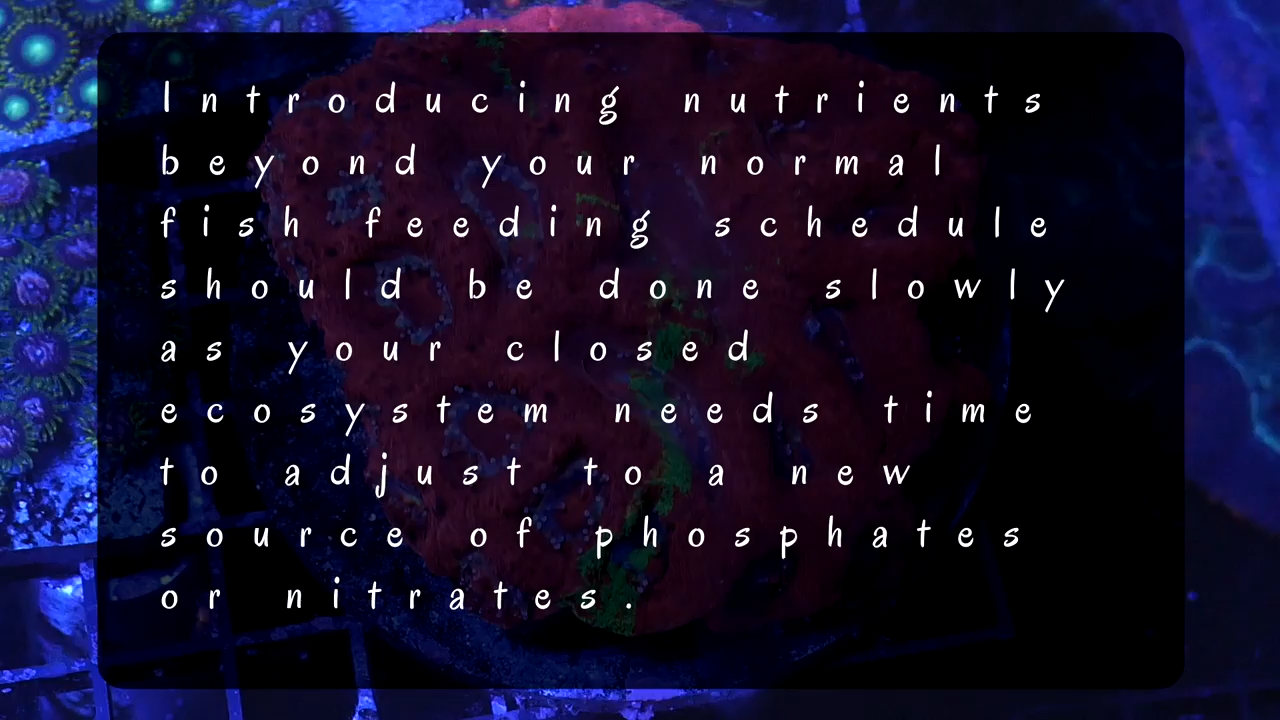 Introducing nutrients
beyond your normal
fish feeding schedule
should be done slowly
as your closed
ecosystem needs time
to adjust to a new
source of phosphates
or nitrates.